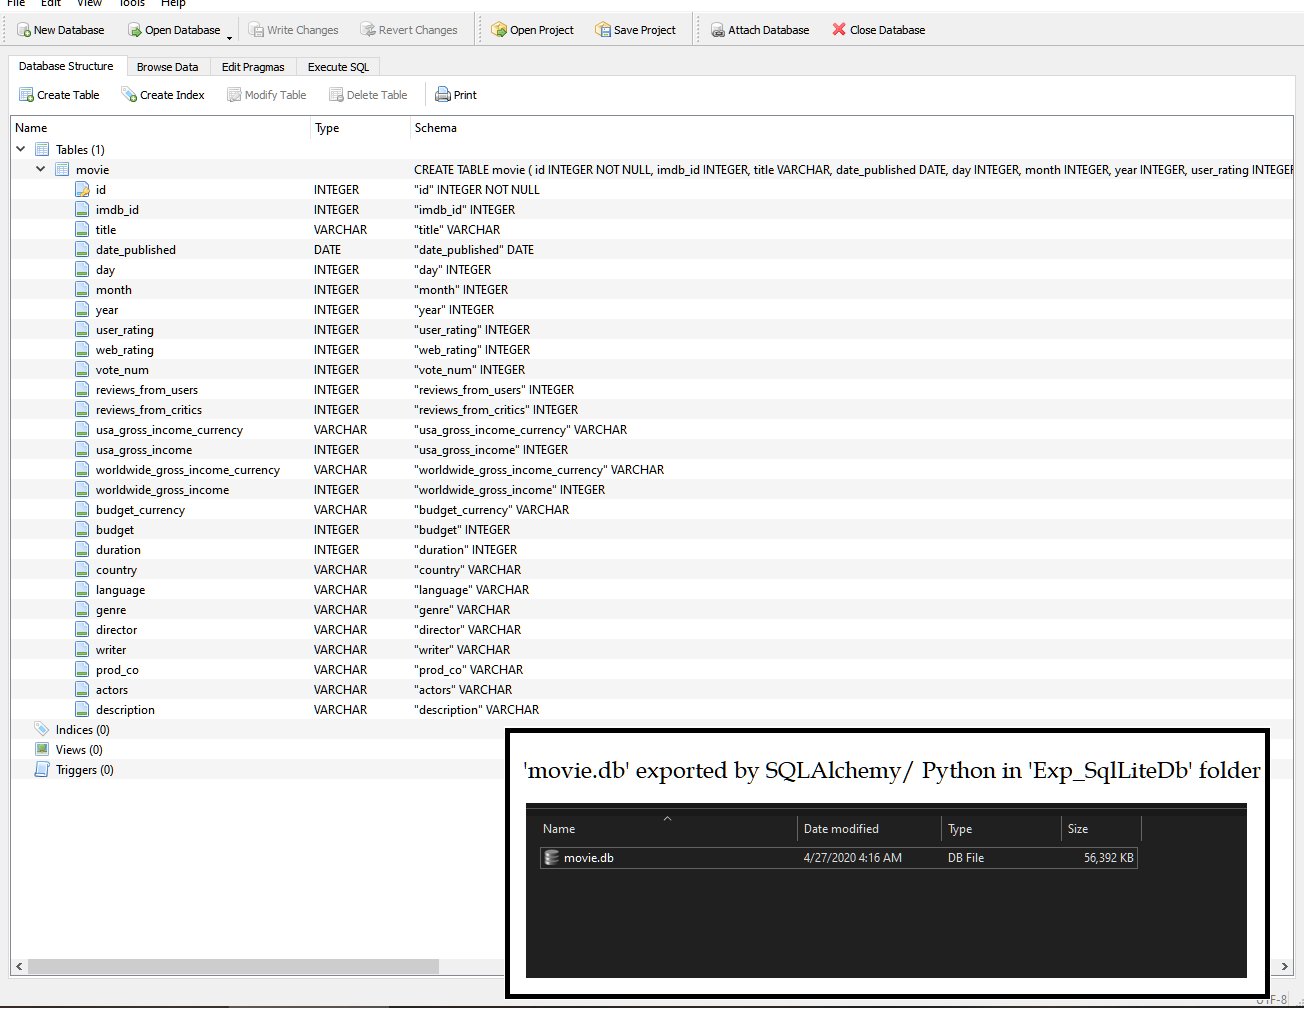 File Edit View Tools Help
New Database Open Database Write Changes Revert Changes Open Project Save Project Attach Database Close Database
Database Structure Browse Data Edit Pragmas Execute SQL
Create Table Create Index Modify Table Delete Table Print
Name Type Schema
Tables (1)
movie CREATE TABLE movie ( id INTEGER NOT NULL, imdb_id INTEGER, title VARCHAR, date_published DATE, day INTEGER, month INTEGER, year INTEGER, user_rating INTEGER
id INTEGER "id" INTEGER NOT NULL
imdb_id INTEGER "imdb_id" INTEGER
title VARCHAR "title" VARCHAR
date_published DATE "date_published" DATE
day INTEGER "day" INTEGER
month INTEGER "month" INTEGER
year INTEGER "year" INTEGER
user_rating INTEGER "user_rating" INTEGER
web_rating INTEGER "web_rating" INTEGER
vote_num INTEGER "vote_num" INTEGER
reviews_from_users INTEGER "reviews_from_users" INTEGER
reviews_from_critics INTEGER "reviews_from_critics" INTEGER
usa_gross_income_currency VARCHAR "usa_gross_income_currency" VARCHAR
usa_gross_income INTEGER "usa_gross_income" INTEGER
worldwide_gross_income_currency VARCHAR "worldwide_gross_income_currency" VARCHAR
worldwide_gross_income INTEGER "worldwide_gross_income" INTEGER
budget_currency VARCHAR "budget_currency" VARCHAR
budget INTEGER "budget" INTEGER
duration INTEGER "duration" INTEGER
country VARCHAR "country" VARCHAR
language VARCHAR "language" VARCHAR
genre VARCHAR "genre" VARCHAR
director VARCHAR "director" VARCHAR
writer VARCHAR "writer" VARCHAR
prod_co VARCHAR "prod_co" VARCHAR
actors VARCHAR "actors" VARCHAR
description VARCHAR "description" VARCHAR
Indices (0)
Views (0)
Triggers (0)
'movie.db' exported by SQLAlchemy/ Python in 'Exp_SqlLiteDb' folder
Name Date modified Type Size
movie.db 4/27/2020 4:16 AM DB File 56,392 KB
UTF-8